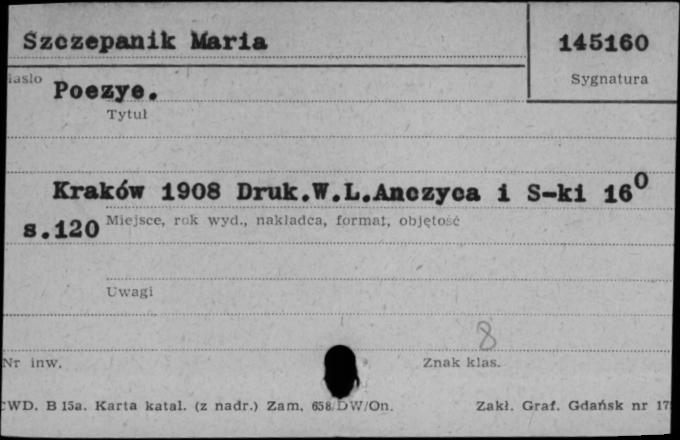 Szczepanik Maria
145160
Sygnatura
iaslo
Poezye.
Tytuł
Kraków 1908 Druk.W.L.Anczyca i S-ki 16⁰
s.120
Miejsce, rok wyd., nakladca, format, objętość
Uwagi
8
Nr inw.
Znak klas.
WD. B 15a. Karta katal. (z nadr.) Zam. 658/DW/On.
Zakł. Graf. Gdańsk nr 17